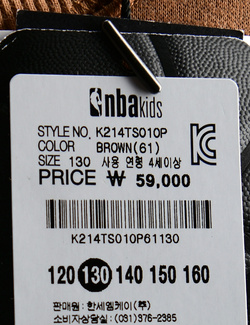 nbakids
STYLE NO. K214TS010P
COLOR BROWN(61)
SIZE 130 사용 연령 4세이상
PRICE ₩ 59,000
K214TS010P61130
120 130 140 150 160
판매원: 한세엠케이(주)
소비자상담실: (031)376-2385